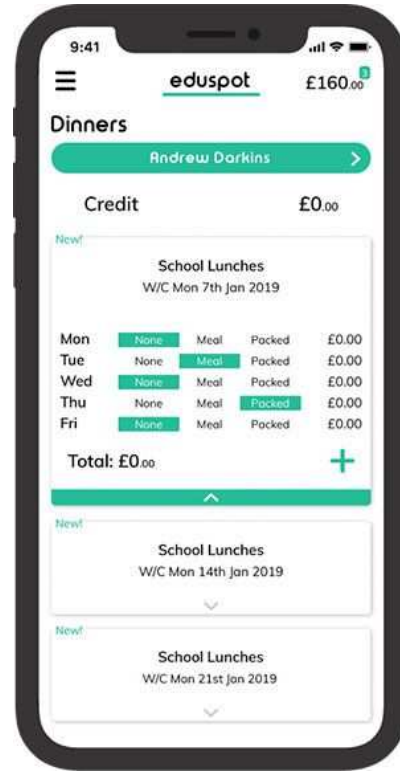 9:41
eduspot
£160.00
3
Dinners
Andrew Darkins
Credit £0.00
New!
School Lunches
W/C Mon 7th Jan 2019
Mon None Meal Packed £0.00
Tue None Meal Packed £0.00
Wed None Meal Packed £0.00
Thu None Meal Packed £0.00
Fri None Meal Packed £0.00
Total: £0.00
New!
School Lunches
W/C Mon 14th Jan 2019
New!
School Lunches
W/C Mon 21st Jan 2019